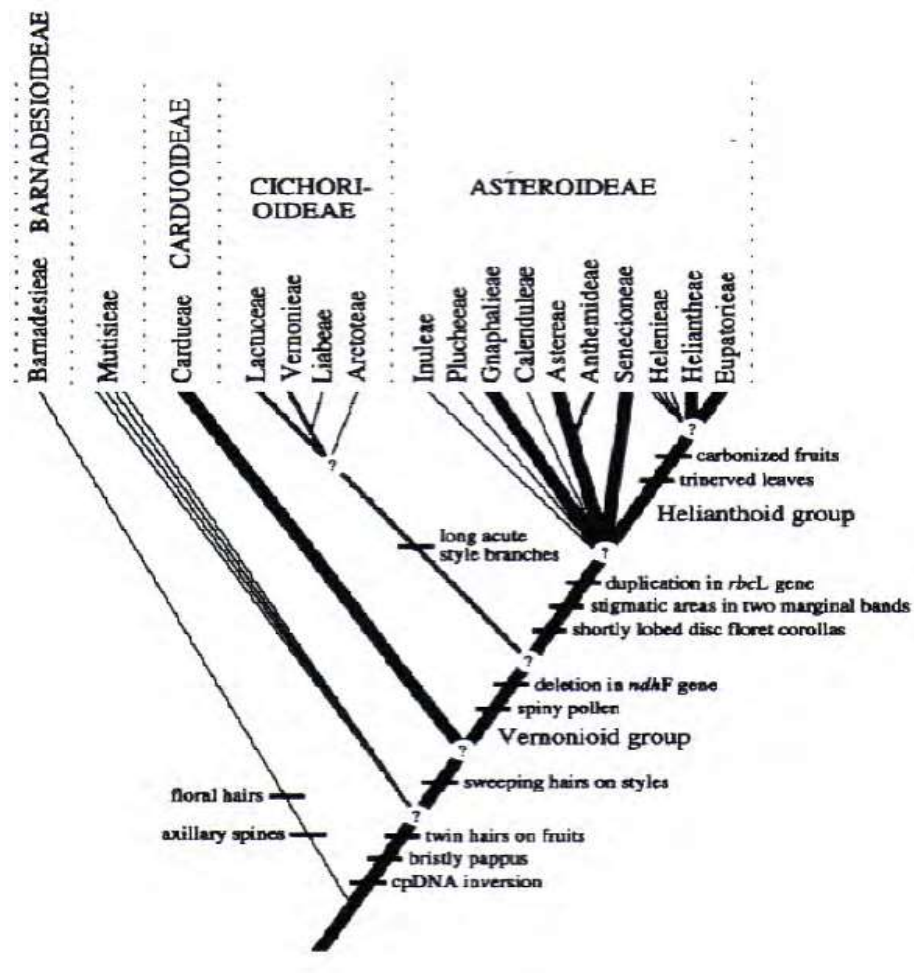 BARNADESIOIDEAE
CARDUOIDEAE
CICHORI-
OIDEAE
ASTEROIDEAE
Barnadesieae
Mutisieae
Cardueae
Lactuceae
Vernonieae
Liabeae
Arctoteae
Inuleae
Plucheeae
Gnaphalieae
Calenduleae
Astereae
Anthemideae
Senecioneae
Helenieae
Heliantheae
Eupatorieae
?
carbonized fruits
?
trinerved leaves
Helianthoid group
long acute
style branches
?
duplication in rbcL gene
stigmatic areas in two marginal bands
shortly lobed disc floret corollas
?
deletion in ndhF gene
spiny pollen
Vernonioid group
?
sweeping hairs on styles
floral hairs
?
axillary spines
twin hairs on fruits
bristly pappus
cpDNA inversion